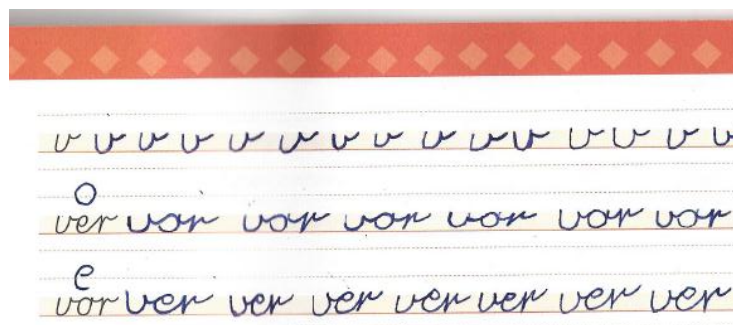 v v v v v v v v v v v v v v v
o
ver vor vor vor vor vor vor
e
vor ver ver ver ver ver ver ver